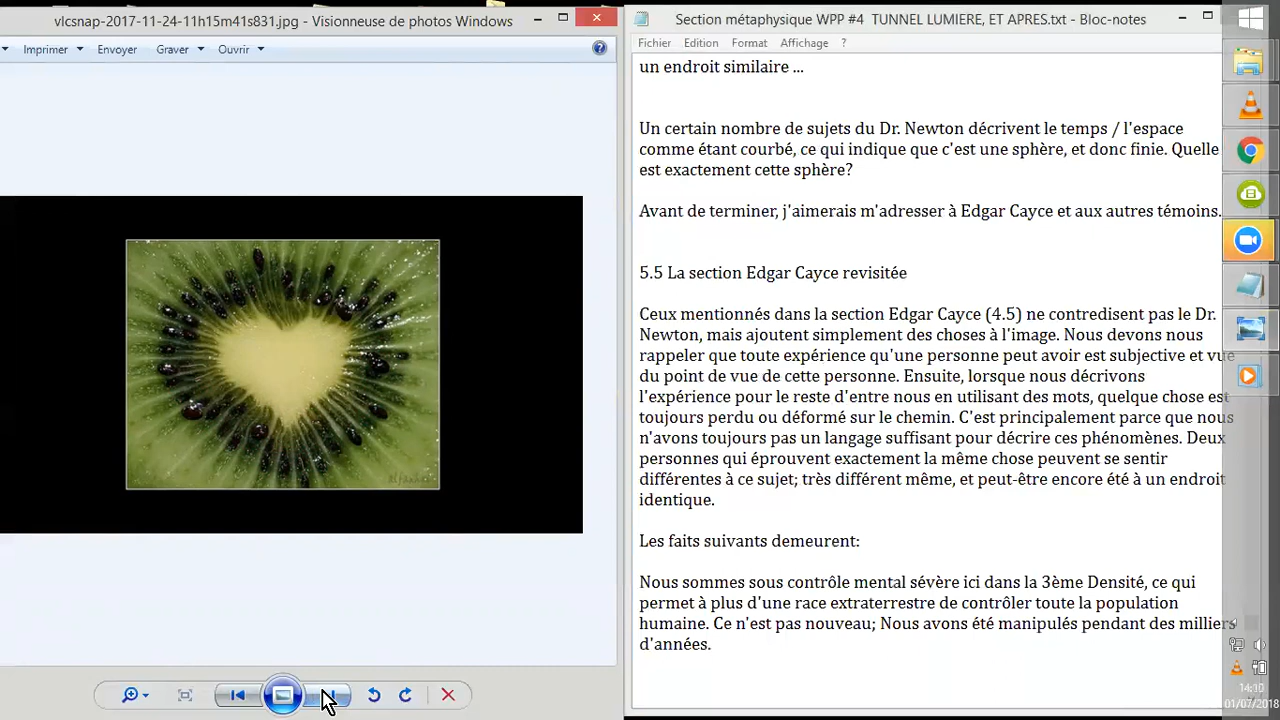 vlcsnap-2017-11-24-11h15m41s831.jpg - Visionneuse de photos Windows
Imprimer Envoyer Graver Ouvrir
Section métaphysique WPP #4 TUNNEL LUMIERE, ET APRES.txt - Bloc-notes
Fichier Edition Format Affichage ?
un endroit similaire ...
Un certain nombre de sujets du Dr. Newton décrivent le temps / l'espace
comme étant courbé, ce qui indique que c'est une sphère, et donc finie. Quelle
est exactement cette sphère?
Avant de terminer, j'aimerais m'adresser à Edgar Cayce et aux autres témoins.
5.5 La section Edgar Cayce revisitée
Ceux mentionnés dans la section Edgar Cayce (4.5) ne contredisent pas le Dr.
Newton, mais ajoutent simplement des choses à l'image. Nous devons nous
rappeler que toute expérience qu'une personne peut avoir est subjective et vue
du point de vue de cette personne. Ensuite, lorsque nous décrivons
l'expérience pour le reste d'entre nous en utilisant des mots, quelque chose est
toujours perdu ou déformé sur le chemin. C'est principalement parce que nous
n'avons toujours pas un langage suffisant pour décrire ces phénomènes. Deux
personnes qui éprouvent exactement la même chose peuvent se sentir
différentes à ce sujet; très différent même, et peut-être encore été à un endroit
identique.
Les faits suivants demeurent:
Nous sommes sous contrôle mental sévère ici dans la 3ème Densité, ce qui
permet à plus d'une race extraterrestre de contrôler toute la population
humaine. Ce n'est pas nouveau; Nous avons été manipulés pendant des milliers
d'années.
14:10
01/07/2018